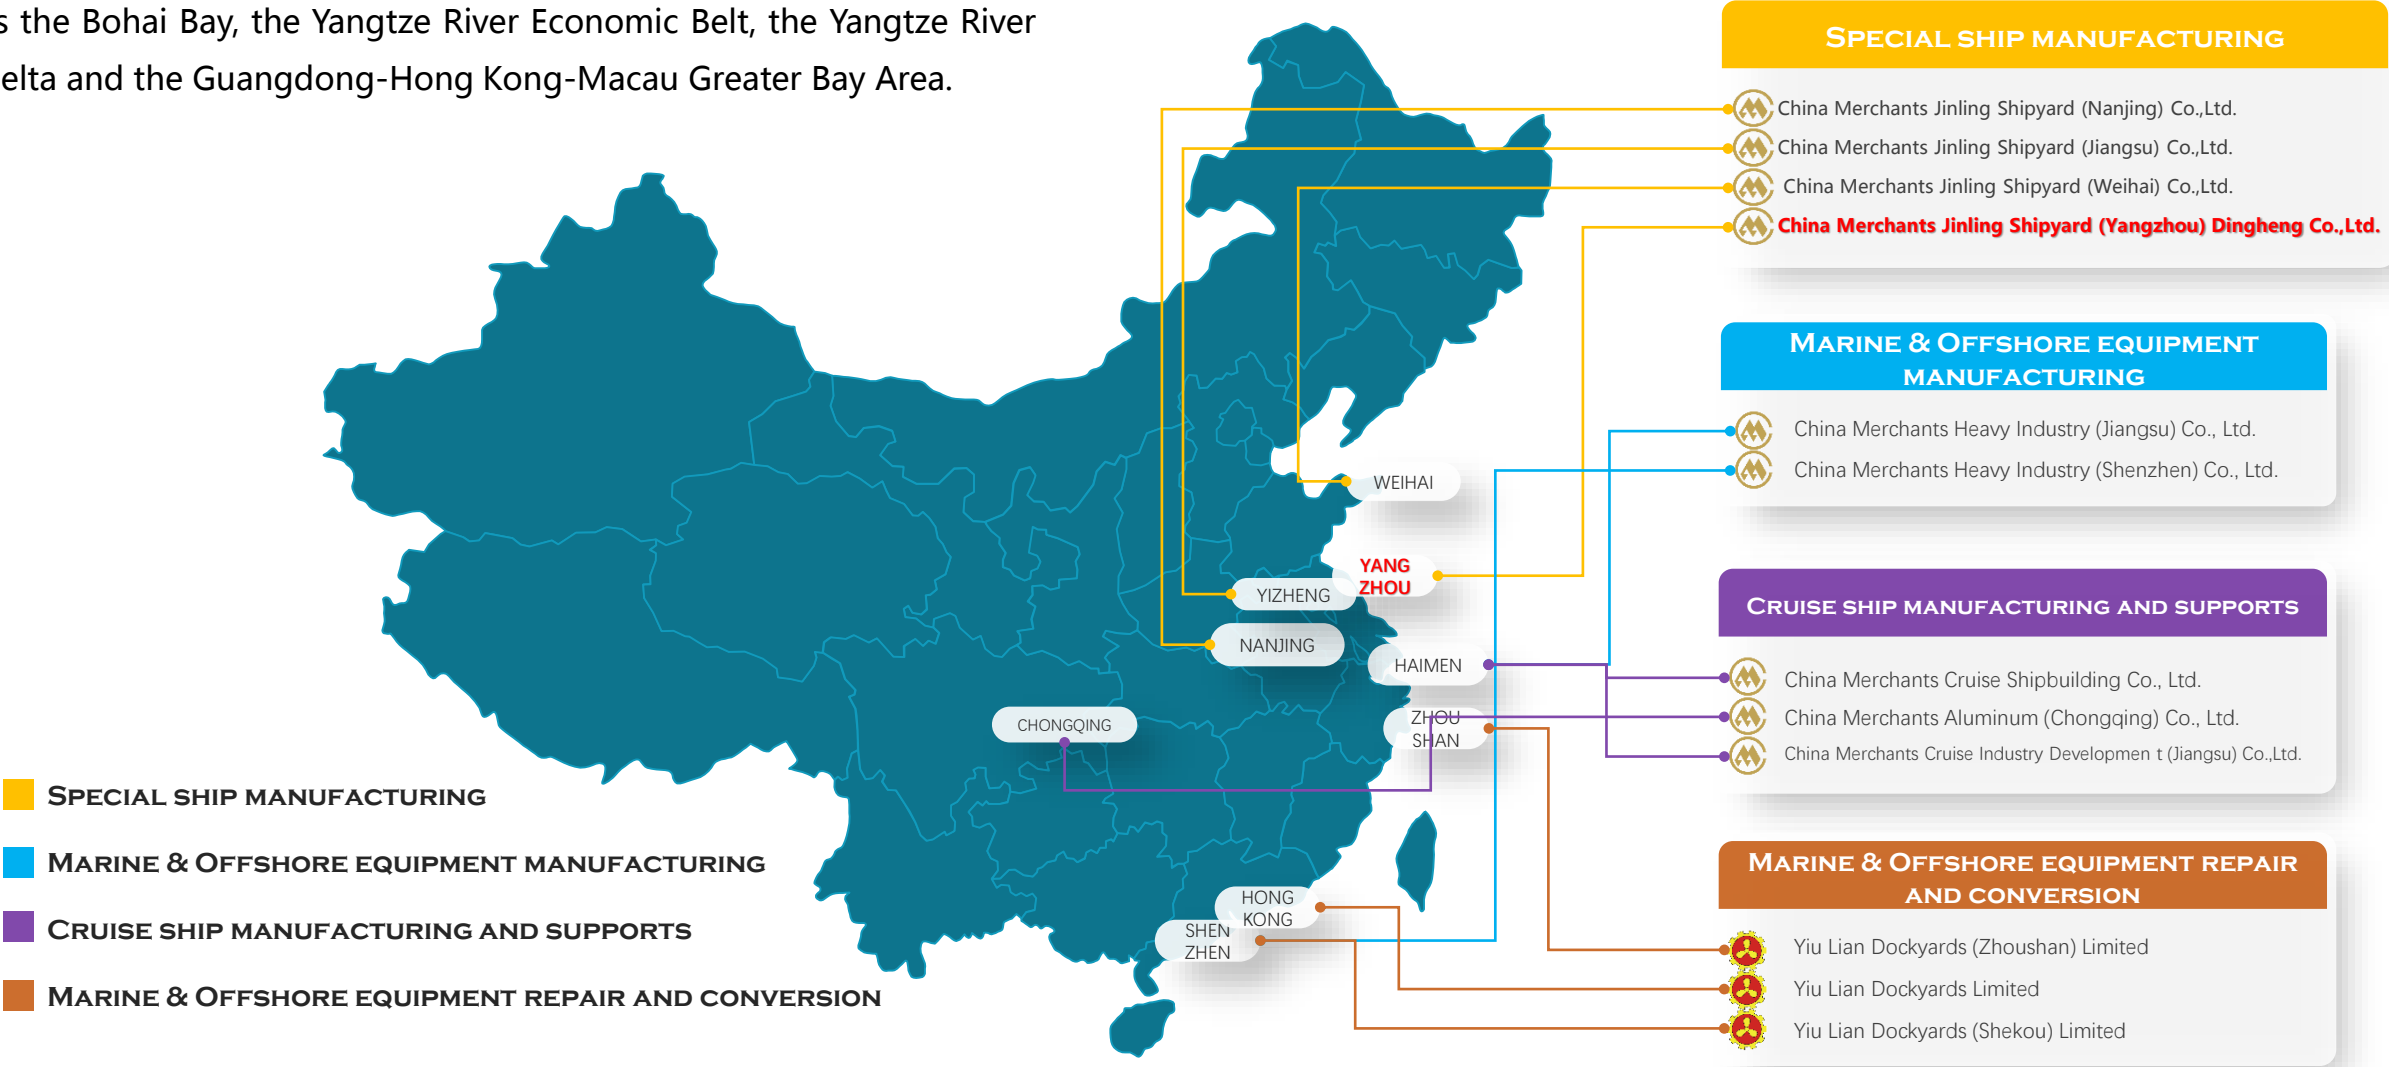 s the Bohai Bay, the Yangtze River Economic Belt, the Yangtze River
elta and the Guangdong-Hong Kong-Macau Greater Bay Area.
SPECIAL SHIP MANUFACTURING
China Merchants Jinling Shipyard (Nanjing) Co.,Ltd.
China Merchants Jinling Shipyard (Jiangsu) Co.,Ltd.
China Merchants Jinling Shipyard (Weihai) Co.,Ltd.
China Merchants Jinling Shipyard (Yangzhou) Dingheng Co.,Ltd.
MARINE & OFFSHORE EQUIPMENT
MANUFACTURING
China Merchants Heavy Industry (Jiangsu) Co., Ltd.
China Merchants Heavy Industry (Shenzhen) Co., Ltd.
CRUISE SHIP MANUFACTURING AND SUPPORTS
China Merchants Cruise Shipbuilding Co., Ltd.
China Merchants Aluminum (Chongqing) Co., Ltd.
China Merchants Cruise Industry Developmen t (Jiangsu) Co.,Ltd.
MARINE & OFFSHORE EQUIPMENT REPAIR
AND CONVERSION
Yiu Lian Dockyards (Zhoushan) Limited
Yiu Lian Dockyards Limited
Yiu Lian Dockyards (Shekou) Limited
WEIHAI
YANG
ZHOU
YIZHENG
NANJING
HAIMEN
CHONGQING
ZHOU
SHAN
HONG
KONG
SHEN
ZHEN
SPECIAL SHIP MANUFACTURING
MARINE & OFFSHORE EQUIPMENT MANUFACTURING
CRUISE SHIP MANUFACTURING AND SUPPORTS
MARINE & OFFSHORE EQUIPMENT REPAIR AND CONVERSION